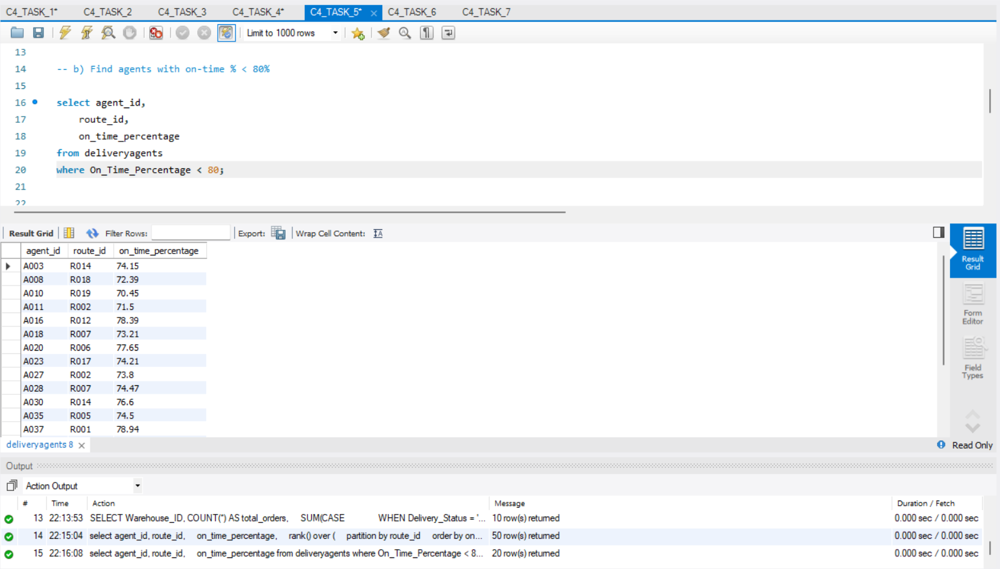 C4_TASK_1* C4_TASK_2 C4_TASK_3 C4_TASK_4* C4_TASK_5* × C4_TASK_6 C4_TASK_7
Limit to 1000 rows
13
14 -- b) Find agents with on-time % < 80%
15
16 select agent_id,
17 route_id,
18 on_time_percentage
19 from deliveryagents
20 where On_Time_Percentage < 80;
21
22
Result Grid Filter Rows: Export: Wrap Cell Content:
agent_id route_id on_time_percentage
A003 R014 74.15
A008 R018 72.39
A010 R019 70.45
A011 R002 71.5
A016 R012 78.39
A018 R007 73.21
A020 R006 77.65
A023 R017 74.21
A027 R002 73.8
A028 R007 74.47
A030 R014 76.6
A035 R005 74.5
A037 R001 78.94
Result
Grid
Form
Editor
Field
Types
deliveryagents 8 × Read Only
Output
Action Output
# Time Action Message Duration / Fetch
13 22:13:53 SELECT Warehouse_ID, COUNT(*) AS total_orders, SUM(CASE WHEN Delivery_Status = '... 10 row(s) returned 0.000 sec / 0.000 sec
14 22:15:04 select agent_id, route_id, on_time_percentage, rank() over ( partition by route_id order by on... 50 row(s) returned 0.000 sec / 0.000 sec
15 22:16:08 select agent_id, route_id, on_time_percentage from deliveryagents where On_Time_Percentage < 8... 20 row(s) returned 0.000 sec / 0.000 sec